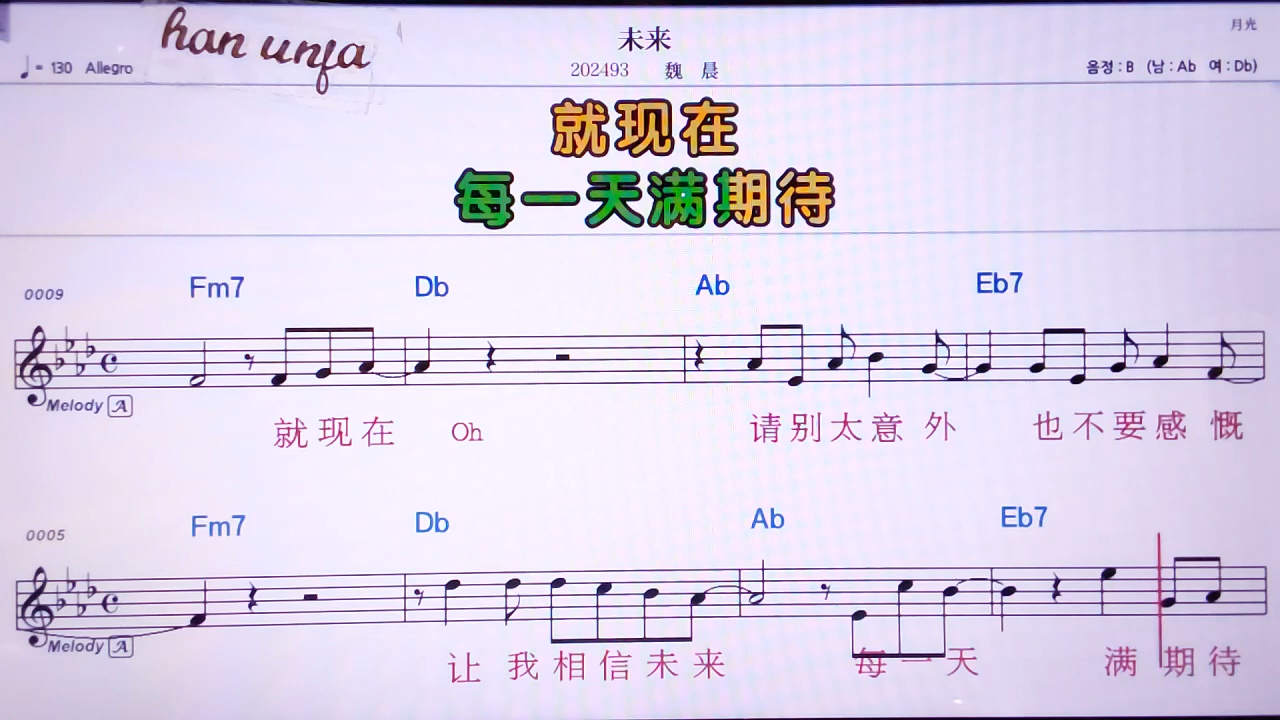 han unfa
未来
月光
♩= 130 Allegro
202493 魏 晨
음정 : B (남 : Ab 여 : Db)
就现在
每一天满期待
0009 Fm7 Db Ab Eb7
Melody A
就现在 Oh 请别太意外 也不要感慨
0005 Fm7 Db Ab Eb7
Melody A
让我相信未来 每一天 满期待